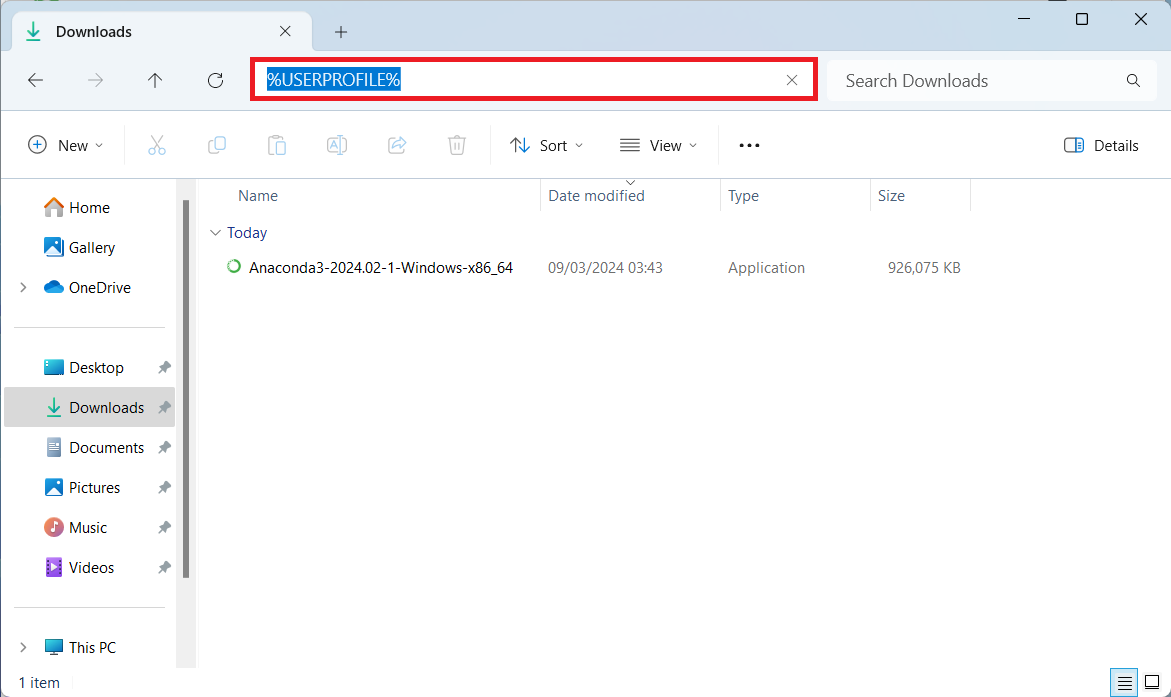 Downloads
%USERPROFILE%
Search Downloads
New
Sort
View
Details
Name
Date modified
Type
Size
Home
Gallery
OneDrive
Desktop
Downloads
Documents
Pictures
Music
Videos
This PC
Today
Anaconda3-2024.02-1-Windows-x86_64 09/03/2024 03:43 Application 926,075 KB
1 item